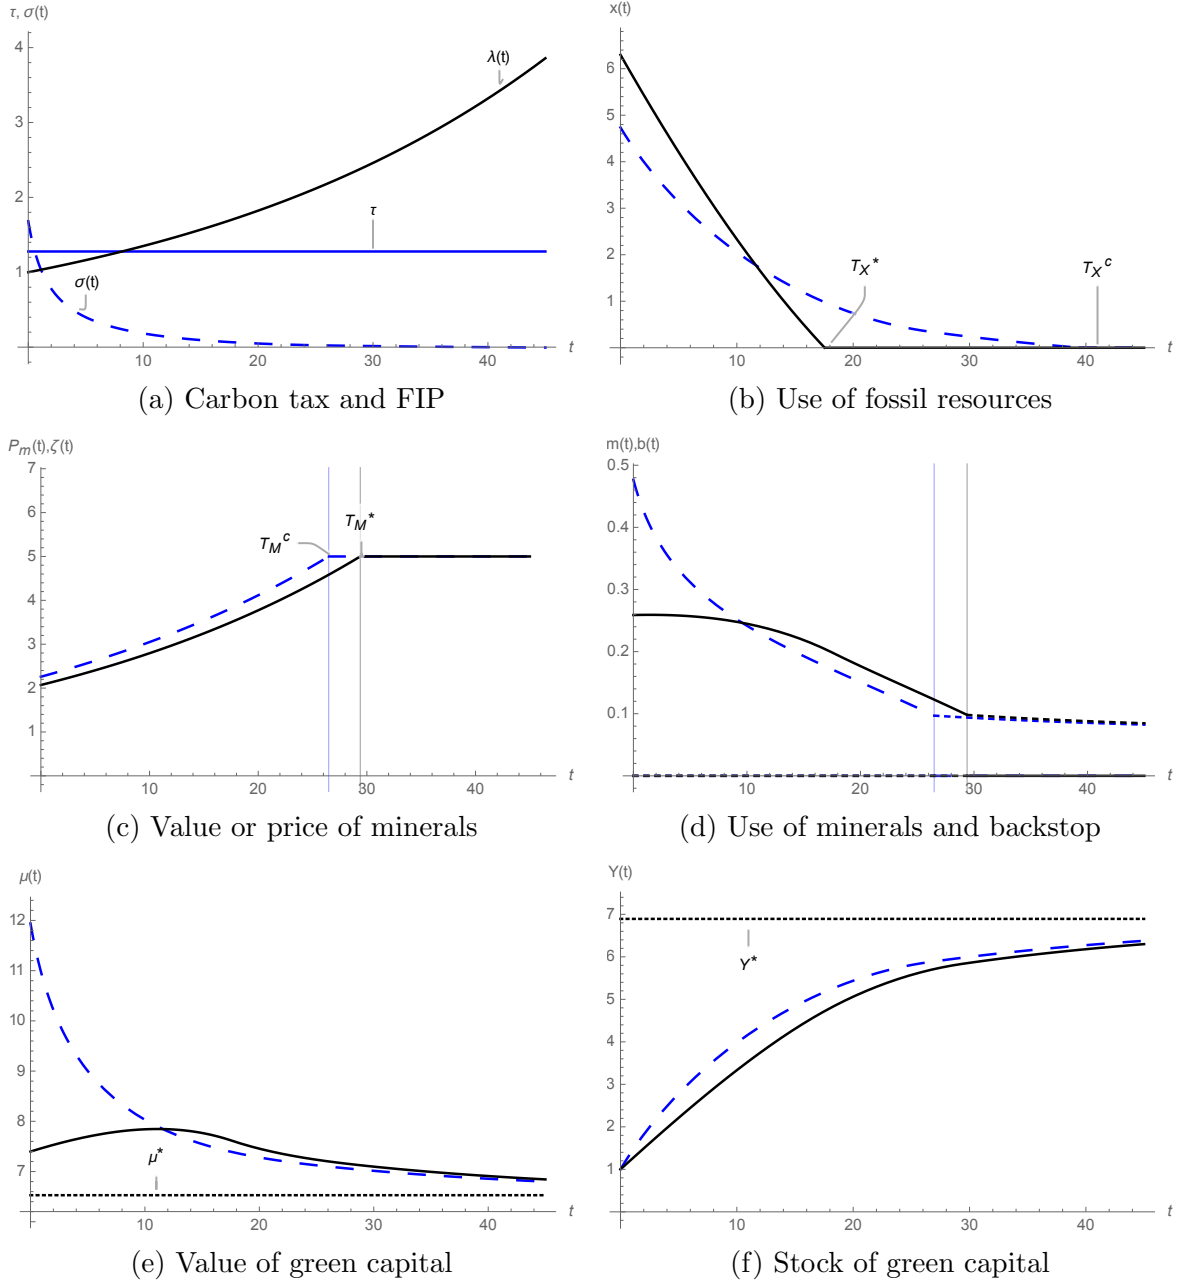 τ, σ(t)
4
3
2
1
λ(t)
τ
σ(t)
10
20
30
40
t
(a) Carbon tax and FIP
x(t)
6
5
4
3
2
1
T_X*
T_X^c
10
20
30
40
t
(b) Use of fossil resources
P_m(t),ζ(t)
7
6
5
4
3
2
1
T_M^c
T_M*
10
20
30
40
t
(c) Value or price of minerals
m(t),b(t)
0.5
0.4
0.3
0.2
0.1
10
20
30
40
t
(d) Use of minerals and backstop
μ(t)
12
11
10
9
8
7
μ*
10
20
30
40
t
(e) Value of green capital
Y(t)
7
6
5
4
3
2
1
Y*
10
20
30
40
t
(f) Stock of green capital